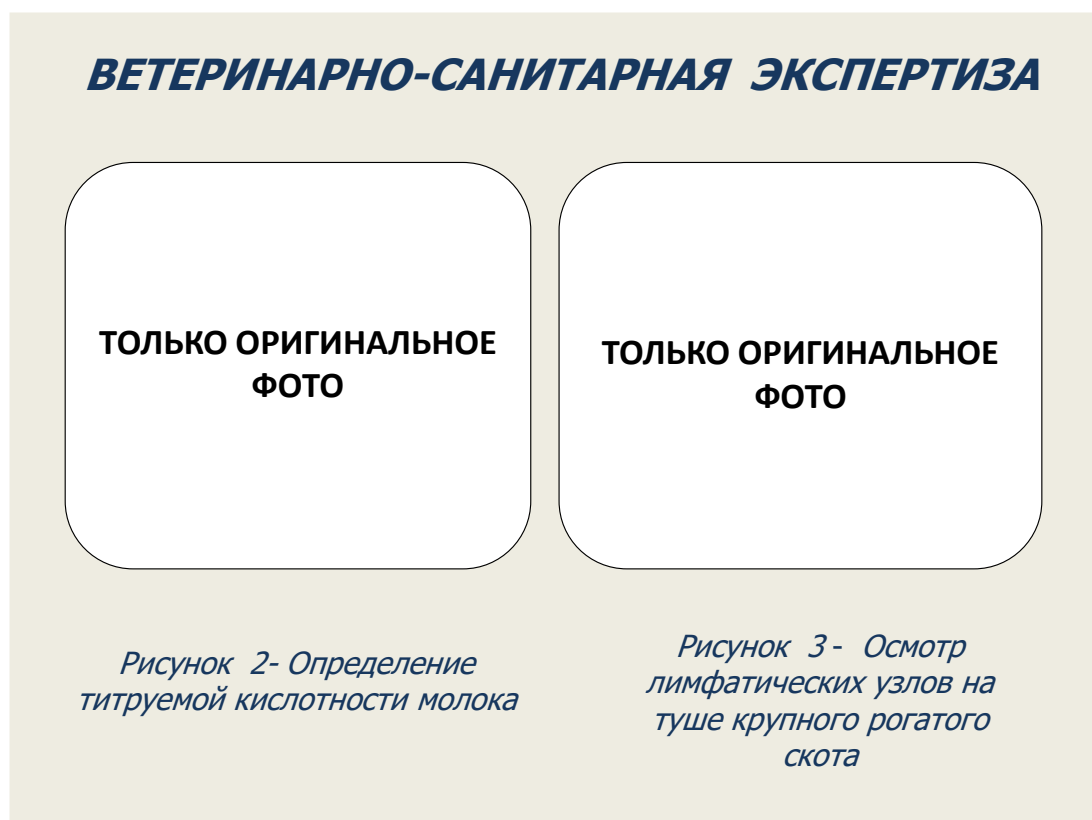 ВЕТЕРИНАРНО-САНИТАРНАЯ ЭКСПЕРТИЗА
ТОЛЬКО ОРИГИНАЛЬНОЕ
ФОТО
ТОЛЬКО ОРИГИНАЛЬНОЕ
ФОТО
Рисунок 2- Определение
титруемой кислотности молока
Рисунок 3 - Осмотр
лимфатических узлов на
туше крупного рогатого
скота